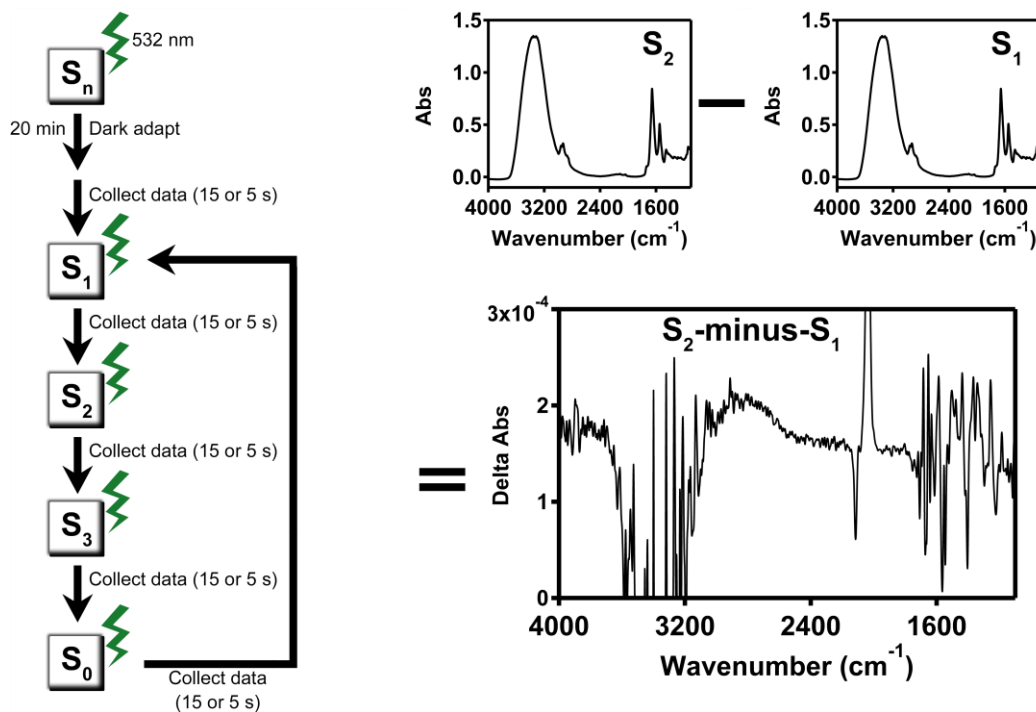 532 nm
Sn
20 min Dark adapt
Collect data (15 or 5 s)
S1
Collect data (15 or 5 s)
S2
Collect data (15 or 5 s)
S3
Collect data (15 or 5 s)
S0
Collect data
(15 or 5 s)
1.5
1.0
0.5
0.0
Abs
S2
4000 3200 2400 1600
Wavenumber (cm-1)
1.5
1.0
0.5
0.0
Abs
S1
4000 3200 2400 1600
Wavenumber (cm-1)
S2-minus-S1
3x10-4
2
1
0
Delta Abs
4000 3200 2400 1600
Wavenumber (cm-1)